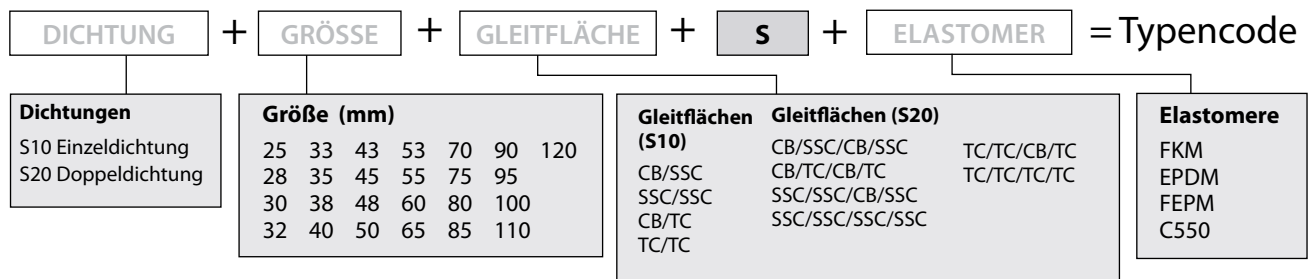 DICHTUNG + GRÖSSE + GLEITFLÄCHE + S + ELASTOMER = Typencode
Dichtungen
S10 Einzeldichtung
S20 Doppeldichtung
Größe (mm)
25 33 43 53 70 90 120
28 35 45 55 75 95
30 38 48 60 80 100
32 40 50 65 85 110
Gleitflächen
(S10)
CB/SSC
SSC/SSC
CB/TC
TC/TC
Gleitflächen (S20)
CB/SSC/CB/SSC
CB/TC/CB/TC
SSC/SSC/CB/SSC
SSC/SSC/SSC/SSC
TC/TC/CB/TC
TC/TC/TC/TC
Elastomere
FKM
EPDM
FEPM
C550